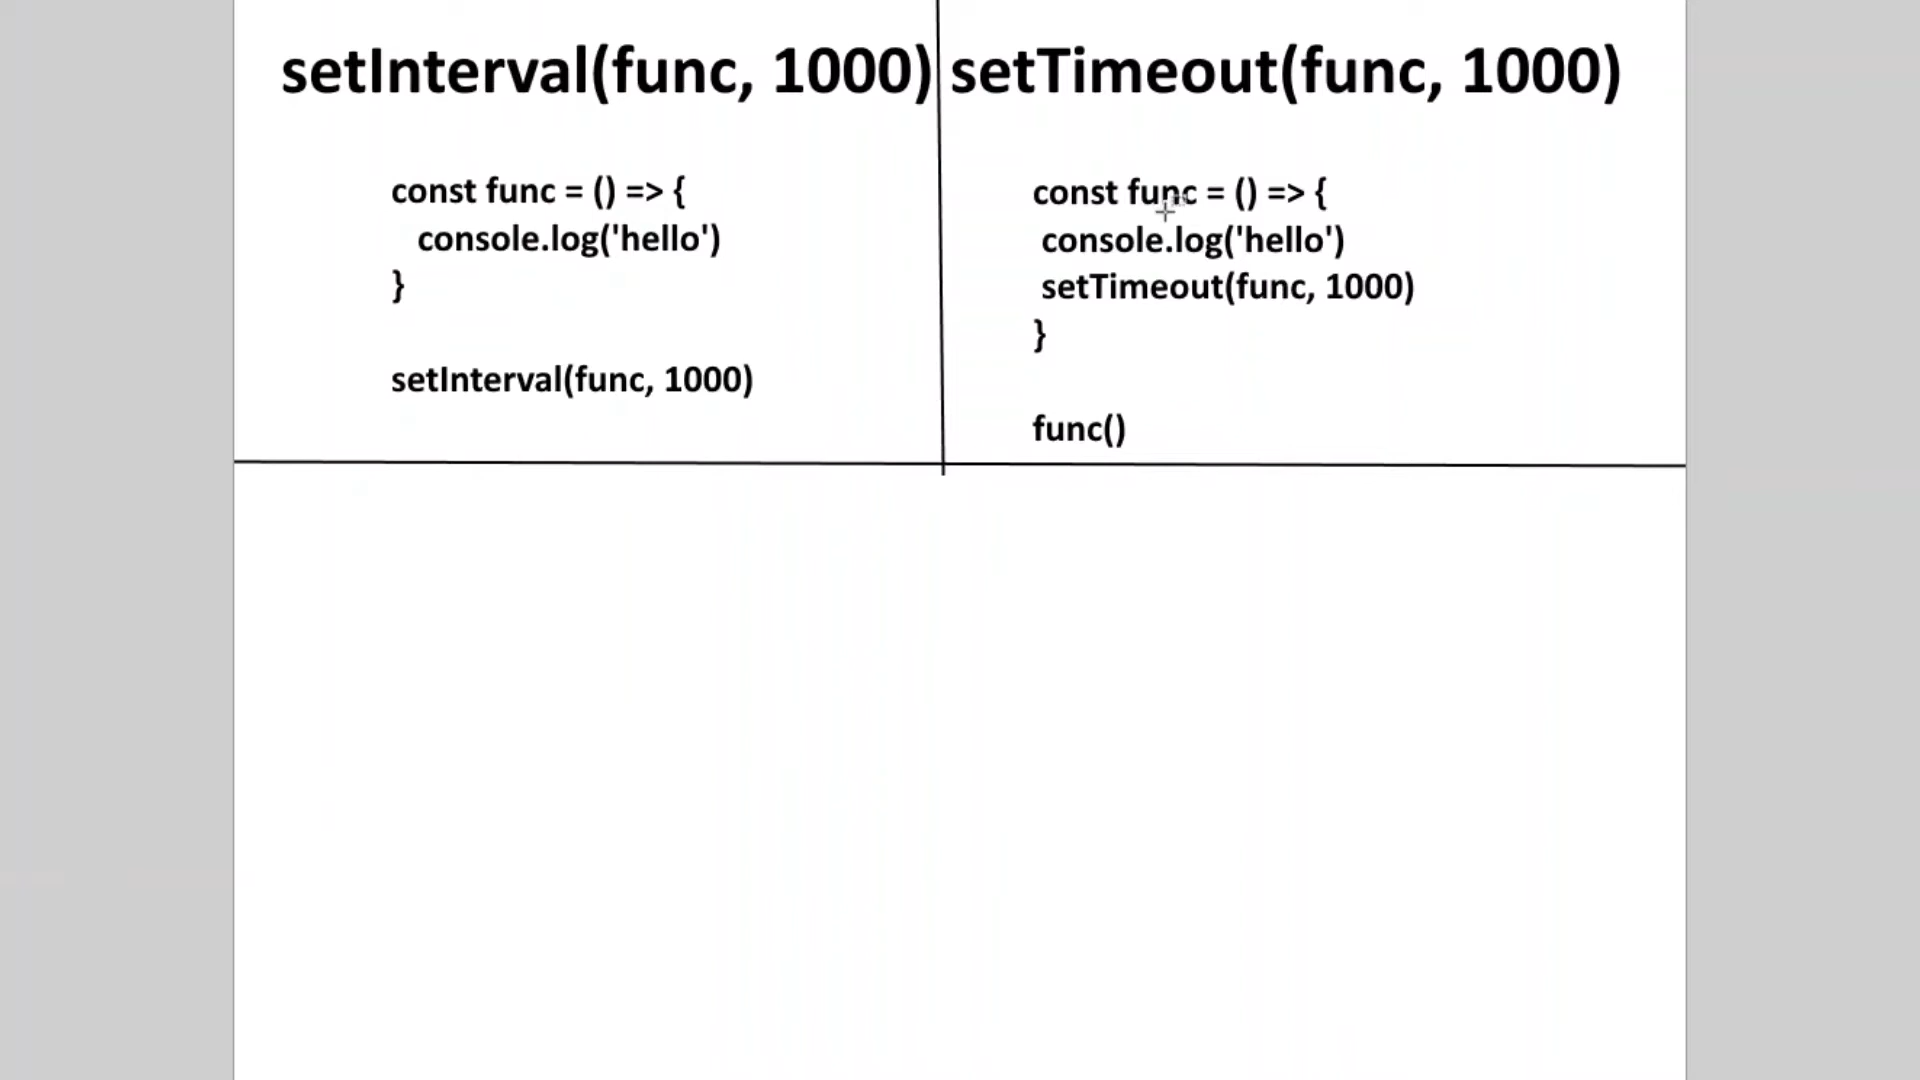 setInterval(func, 1000)
const func = () => {
console.log('hello')
}
setInterval(func, 1000)
setTimeout(func, 1000)
const func = () => {
console.log('hello')
setTimeout(func, 1000)
}
func()